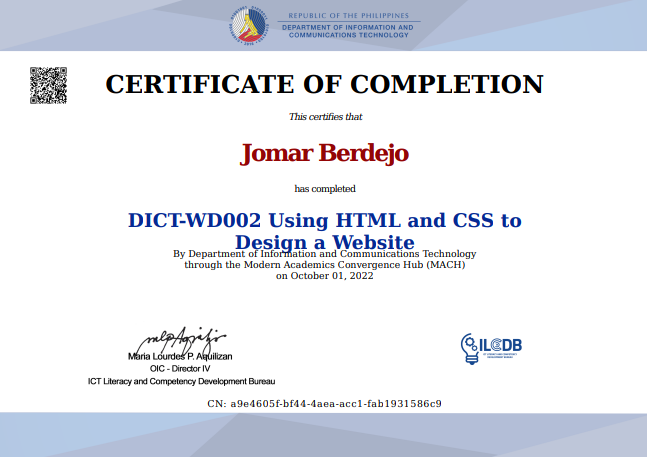 REPUBLIC OF THE PHILIPPINES
DEPARTMENT OF INFORMATION AND
COMMUNICATIONS TECHNOLOGY
CERTIFICATE OF COMPLETION
This certifies that
Jomar Berdejo
has completed
DICT-WD002 Using HTML and CSS to
Design a Website
By Department of Information and Communications Technology
through the Modern Academics Convergence Hub (MACH)
on October 01, 2022
Maria Lourdes P. Aquilizan
OIC - Director IV
ICT Literacy and Competency Development Bureau
ILCDB
CN: a9e4605f-bf44-4aea-acc1-fab1931586c9